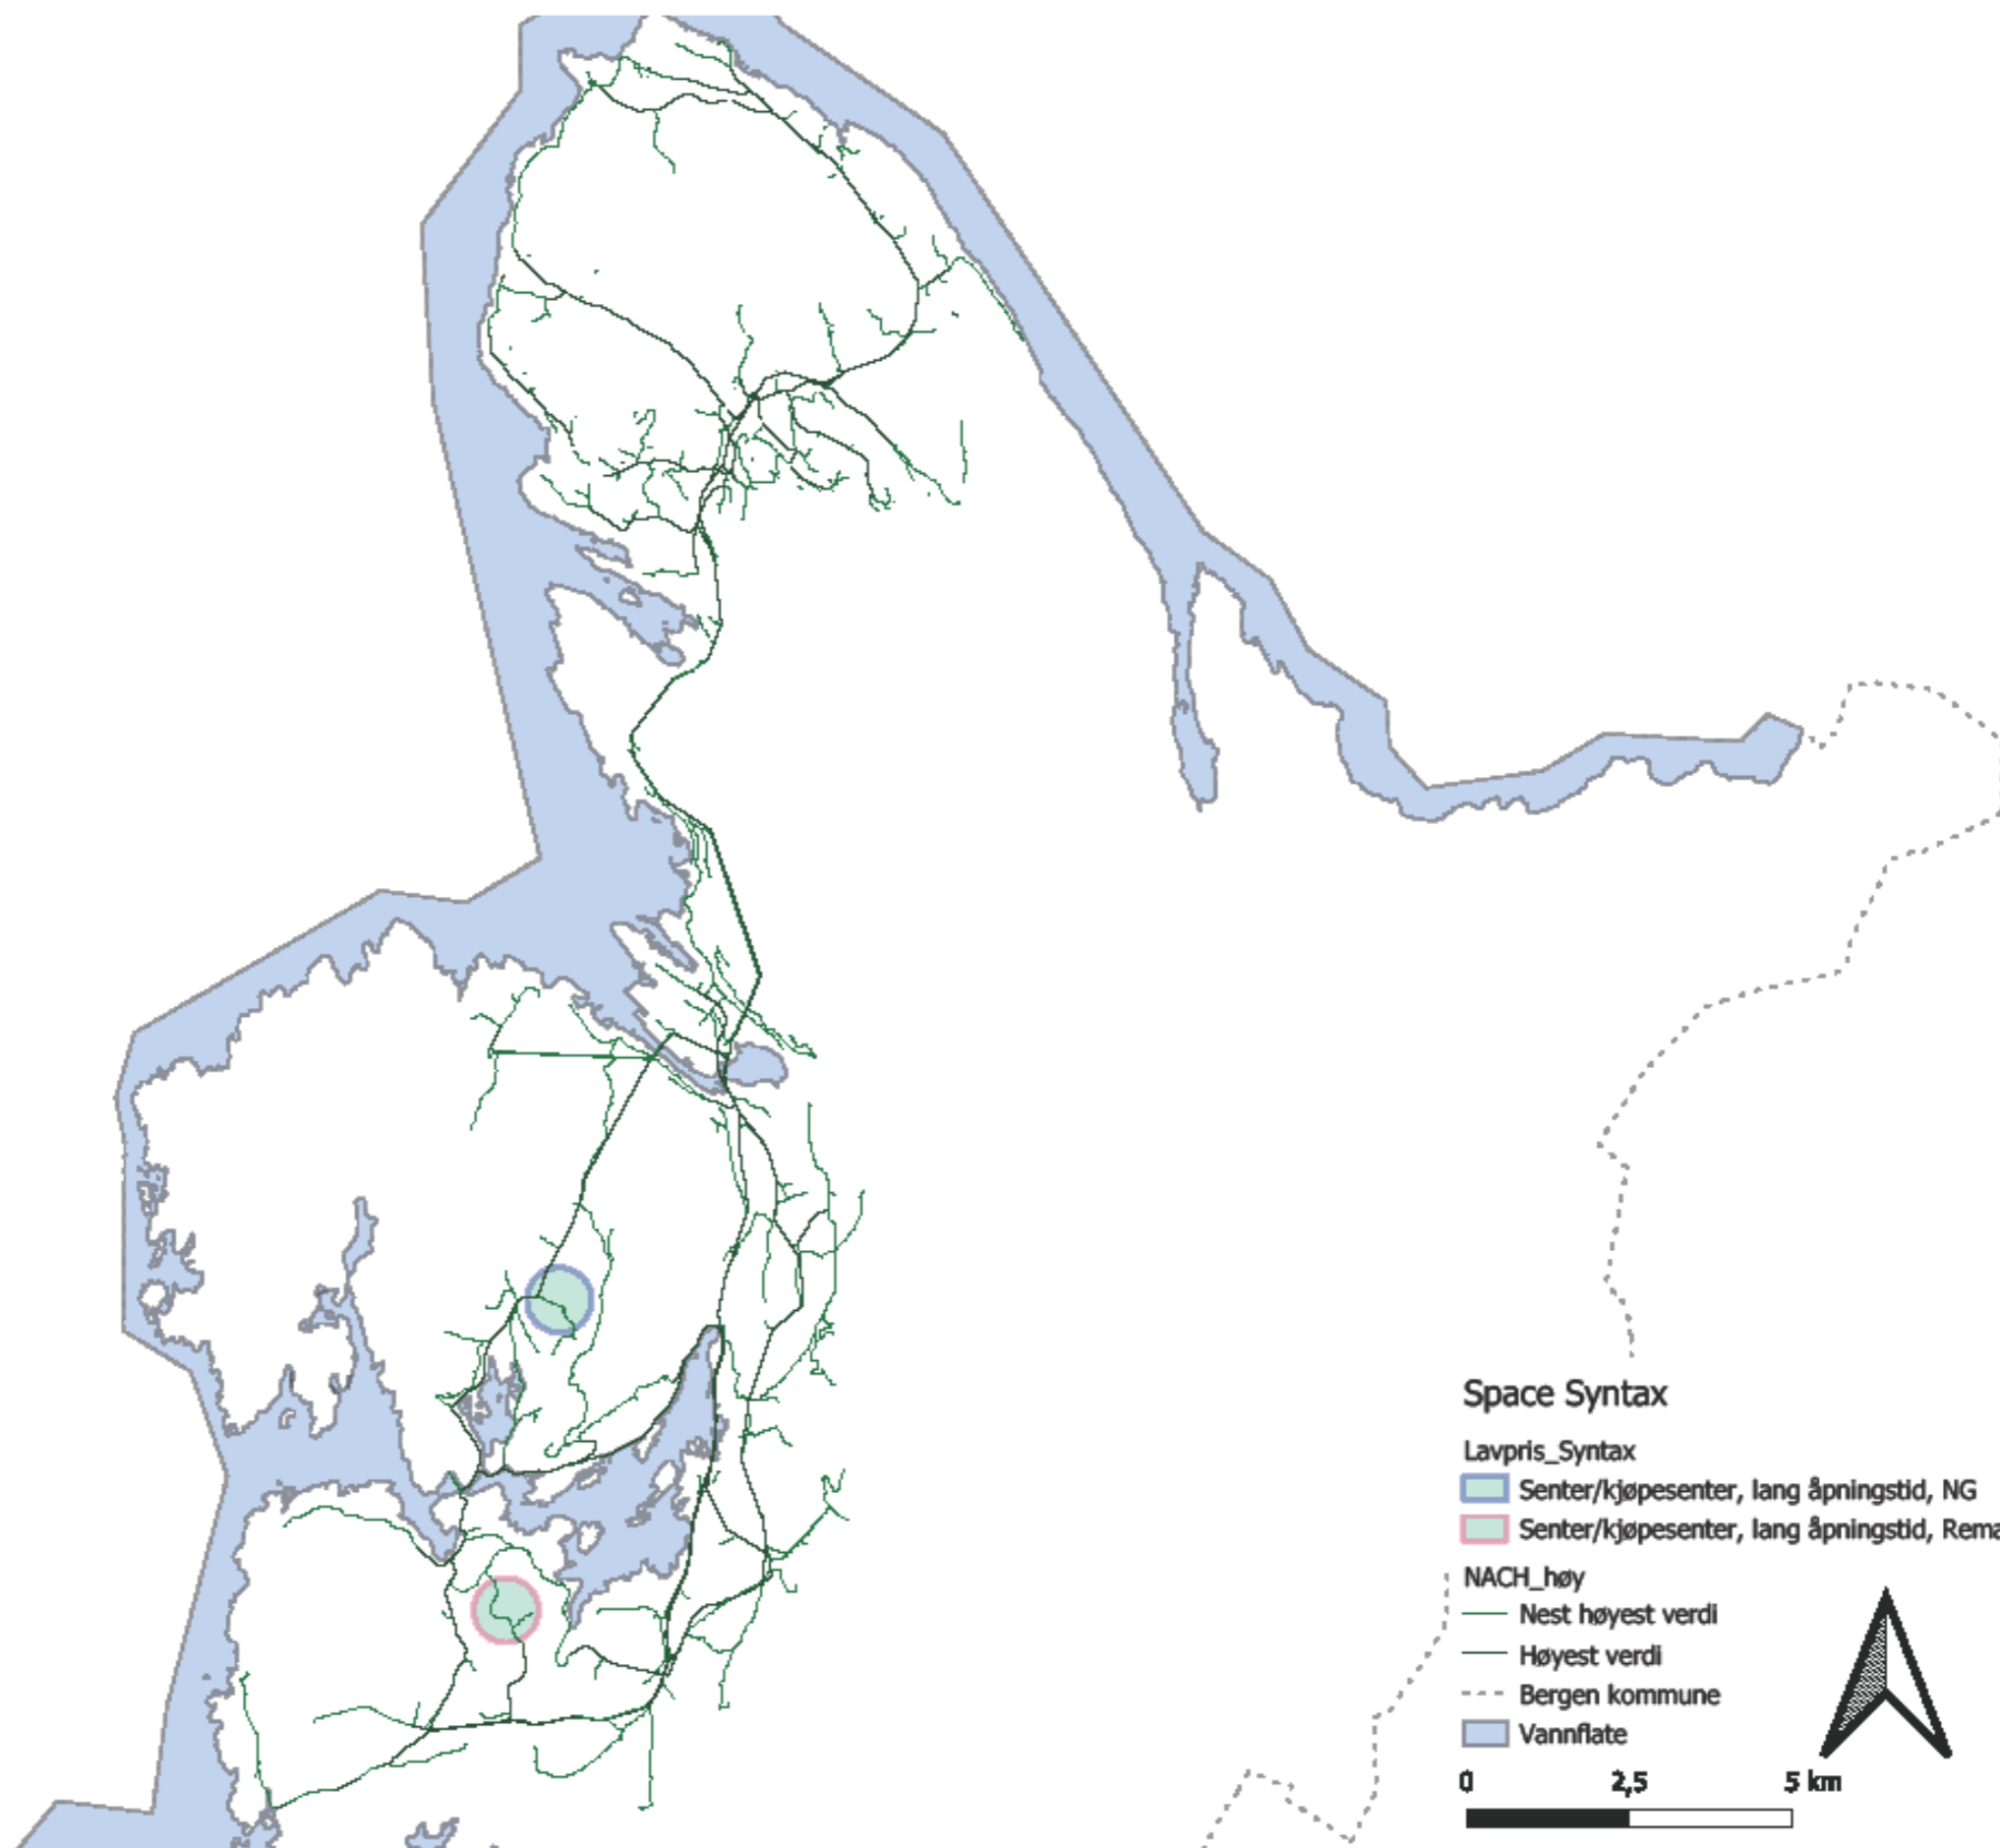 Space Syntax
Lavpris_Syntax
Senter/kjøpesenter, lang åpningstid, NG
Senter/kjøpesenter, lang åpningstid, Rema
NACH_høy
Nest høyest verdi
Høyest verdi
Bergen kommune
Vannflate
0 2,5 5 km